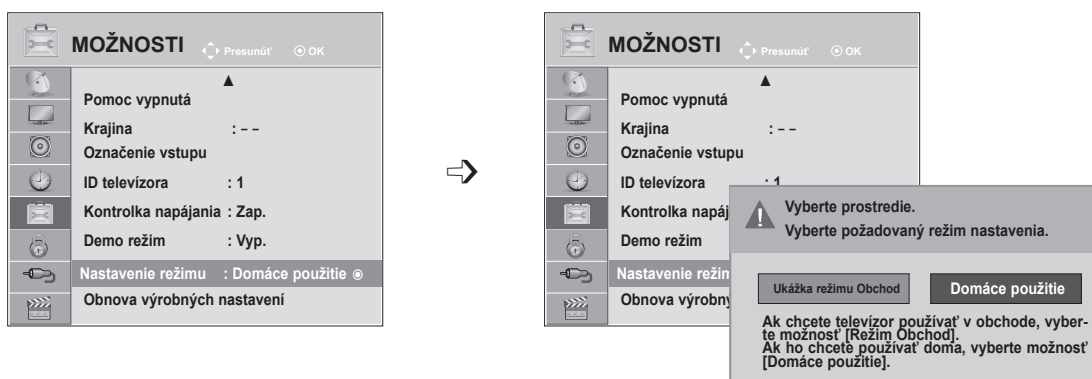 MOŽNOSTI Presunúť OK
Pomoc vypnutá
Krajina : – –
Označenie vstupu
ID televízora : 1
Kontrolka napájania : Zap.
Demo režim : Vyp.
Nastavenie režimu : Domáce použitie
Obnova výrobných nastavení
MOŽNOSTI Presunúť OK
Pomoc vypnutá
Krajina : – –
Označenie vstupu
ID televízora : 1
Kontrolka napáj
Demo režim
Nastavenie režim
Obnova výrobný
Vyberte prostredie.
Vyberte požadovaný režim nastavenia.
Ukážka režimu Obchod Domáce použitie
Ak chcete televízor používať v obchode, vyber-
te možnosť [Režim Obchod].
Ak ho chcete používať doma, vyberte možnosť
[Domáce použitie].